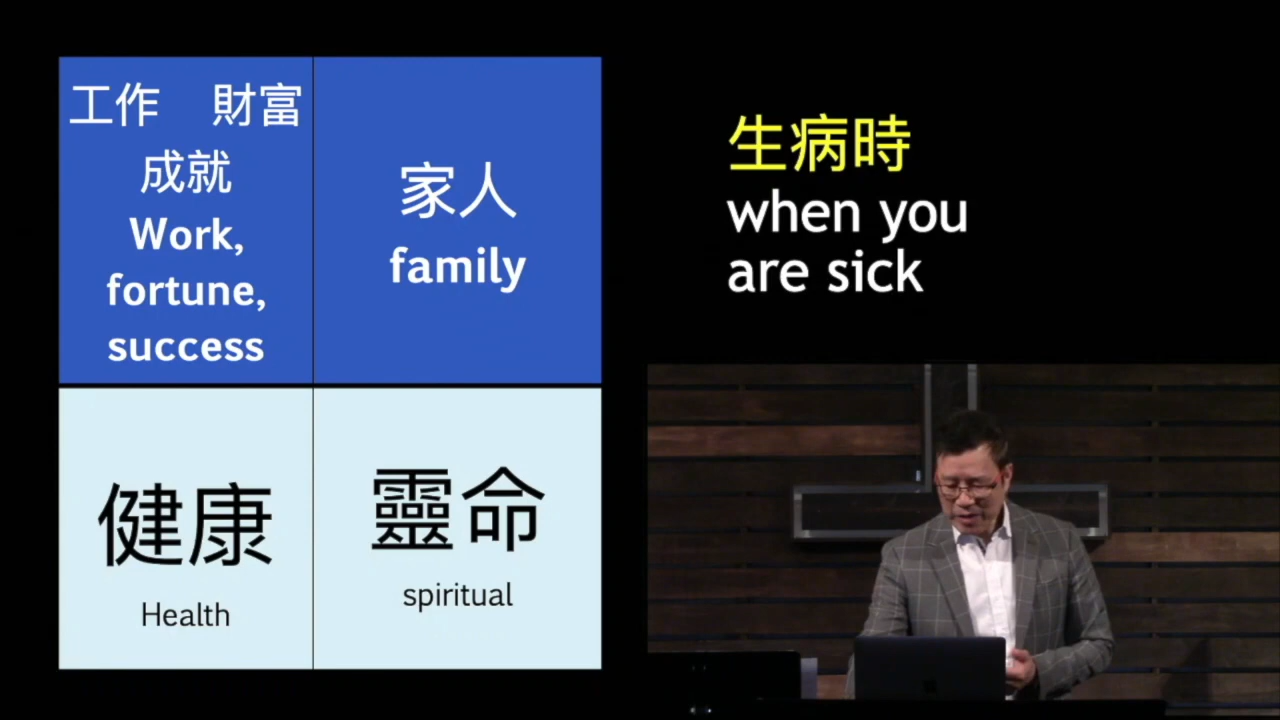 工作 財富
成就
Work,
fortune,
success
家人
family
健康
Health
靈命
spiritual
生病時
when you
are sick